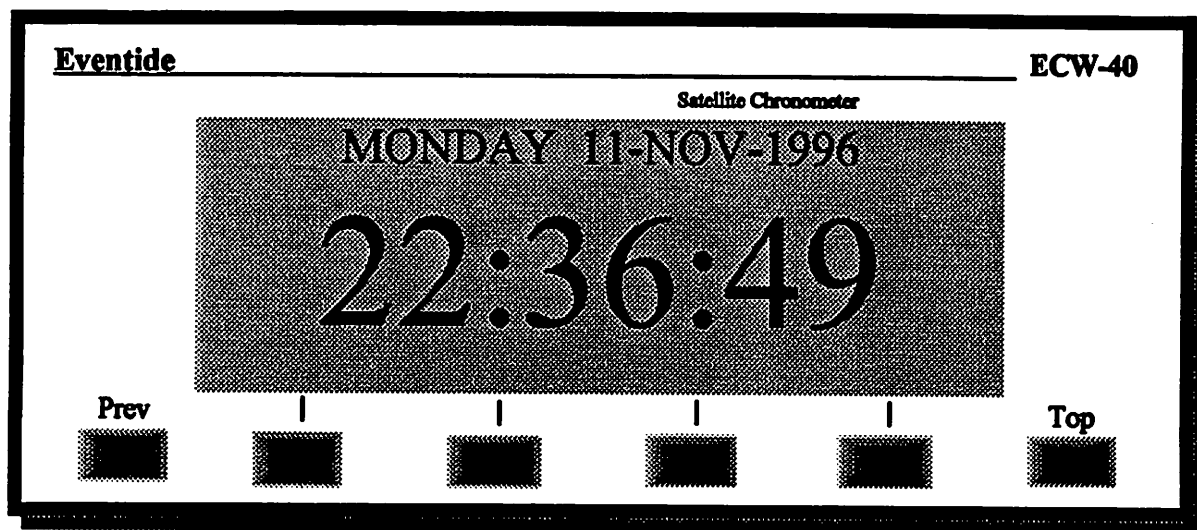 Eventide
ECW-40
Satellite Chronometer
MONDAY 11-NOV-1996
22:36:49
Prev
Top